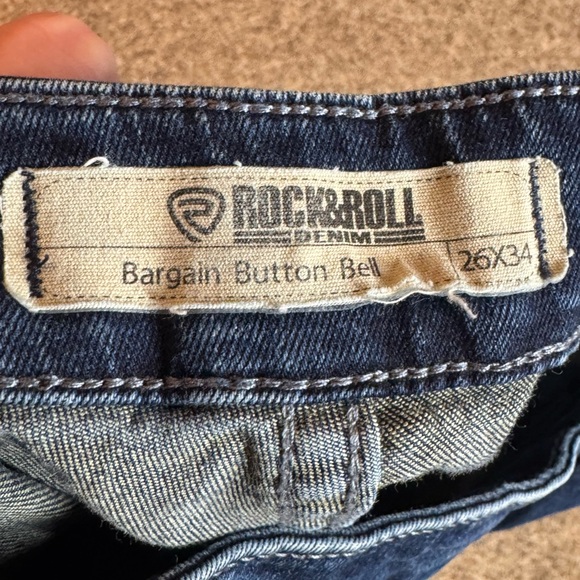 ROCK&ROLL
DENIM
Bargain Button Bell
26X34